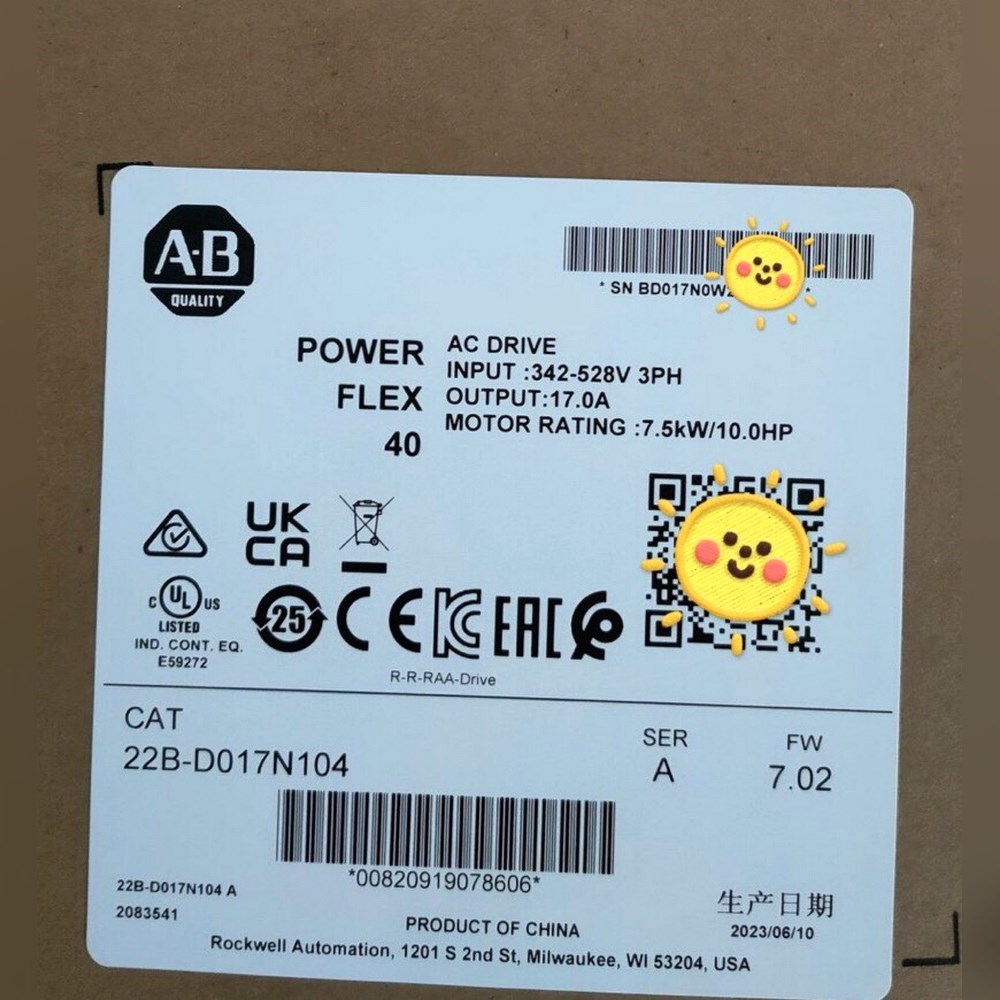 A-B
QUALITY
* SN BD017N0W
POWER
FLEX
40
AC DRIVE
INPUT :342-528V 3PH
OUTPUT:17.0A
MOTOR RATING :7.5kW/10.0HP
UK
CA
C UL US
LISTED
IND. CONT. EQ.
E59272
25
CE
KC
EAC
R-R-RAA-Drive
CAT
22B-D017N104
SER
A
FW
7.02
*00820919078606*
22B-D017N104 A
2083541
生产日期
2023/06/10
PRODUCT OF CHINA
Rockwell Automation, 1201 S 2nd St, Milwaukee, WI 53204, USA